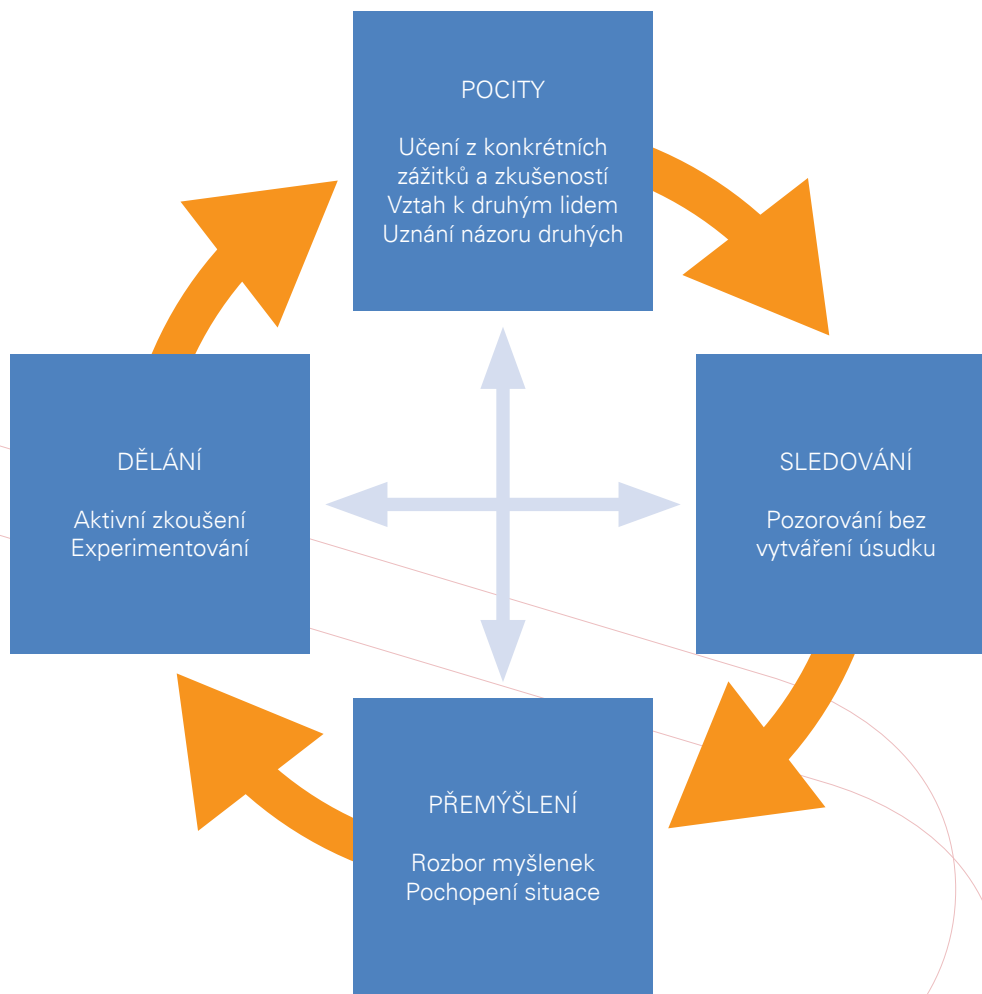 POCITY
Učení z konkrétních
zážitků a zkušeností
Vztah k druhým lidem
Uznání názoru druhých
DĚLÁNÍ
Aktivní zkoušení
Experimentování
SLEDOVÁNÍ
Pozorování bez
vytváření úsudku
PŘEMÝŠLENÍ
Rozbor myšlenek
Pochopení situace